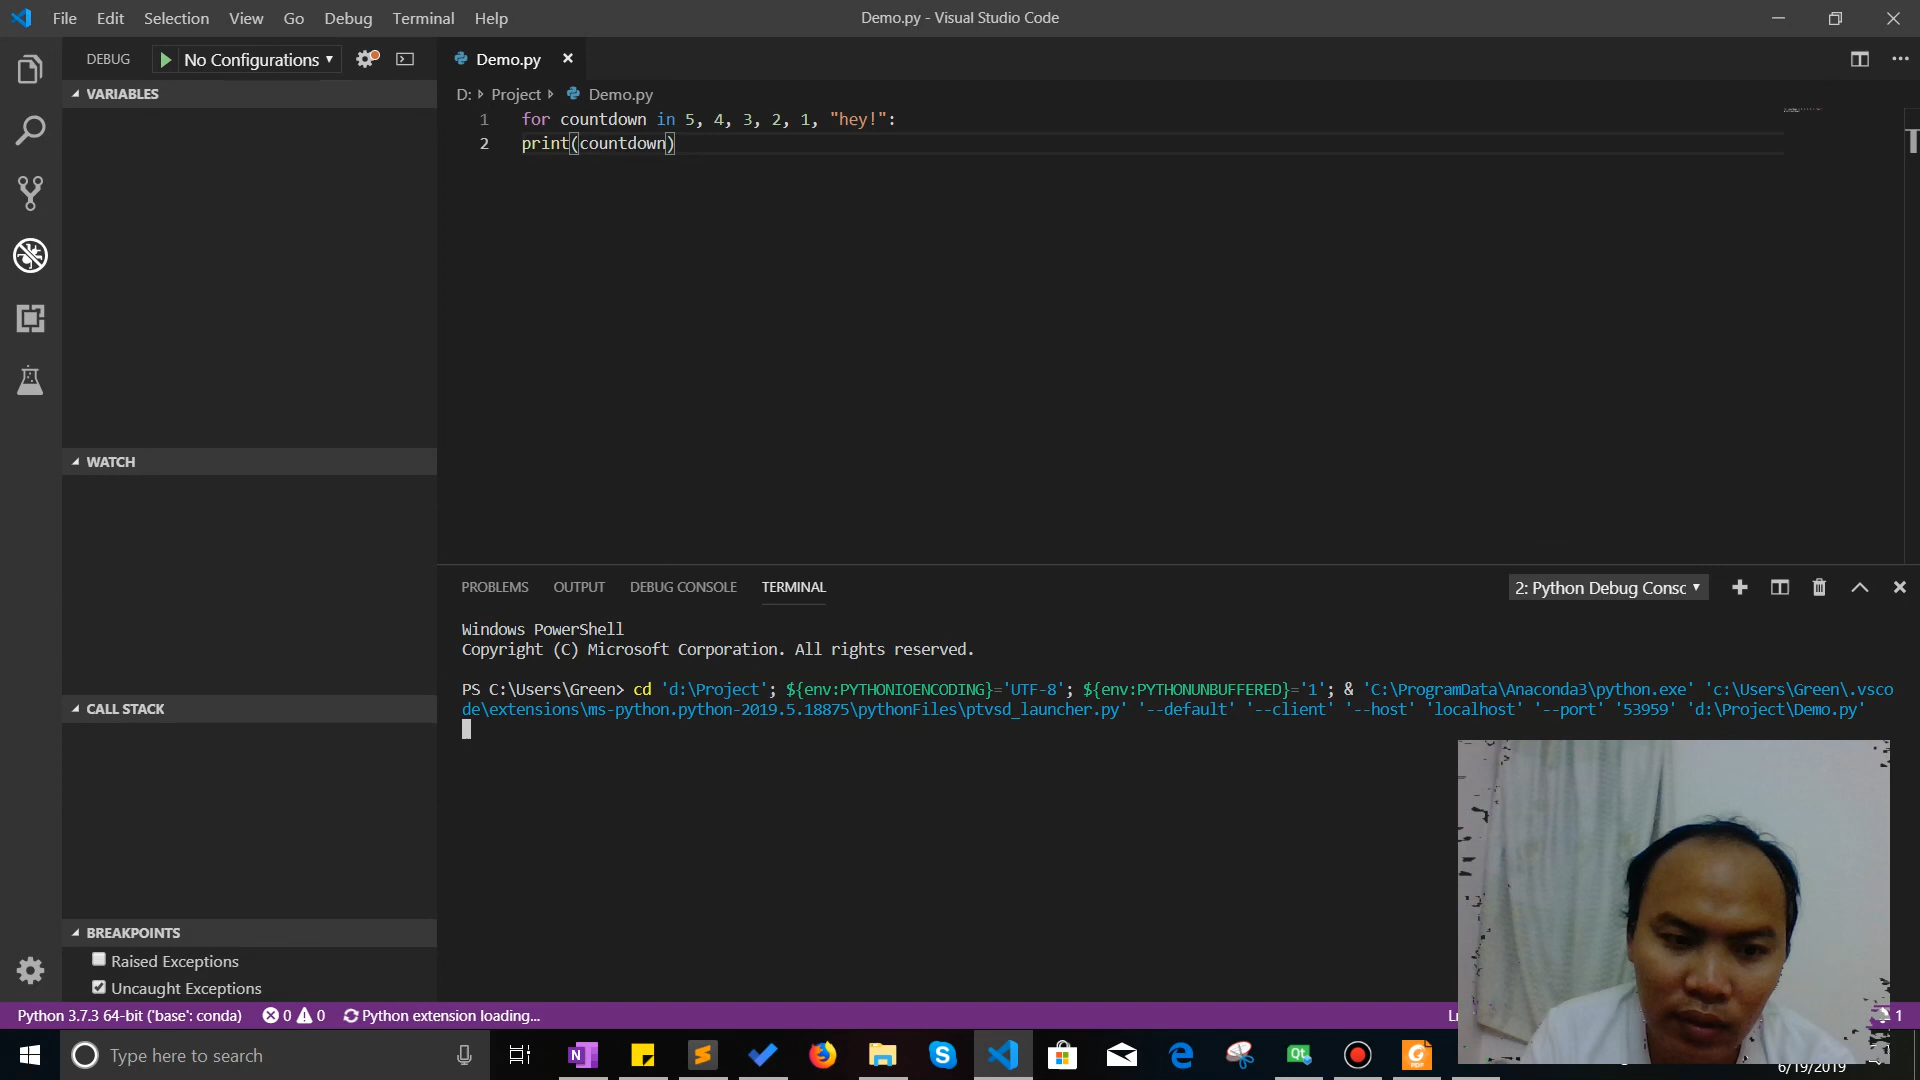 File Edit Selection View Go Debug Terminal Help
Demo.py - Visual Studio Code
DEBUG No Configurations
Demo.py
VARIABLES
D: Project Demo.py
1 for countdown in 5, 4, 3, 2, 1, "hey!":
2 print(countdown)
WATCH
CALL STACK
BREAKPOINTS
Raised Exceptions
Uncaught Exceptions
PROBLEMS OUTPUT DEBUG CONSOLE TERMINAL
2: Python Debug Consc
Windows PowerShell
Copyright (C) Microsoft Corporation. All rights reserved.
PS C:\Users\Green> cd 'd:\Project'; ${env:PYTHONIOENCODING}='UTF-8'; ${env:PYTHONUNBUFFERED}='1'; & 'C:\ProgramData\Anaconda3\python.exe' 'c:\Users\Green\.vsco
de\extensions\ms-python.python-2019.5.18875\pythonFiles\ptvsd_launcher.py' '--default' '--client' '--host' 'localhost' '--port' '53959' 'd:\Project\Demo.py'
Python 3.7.3 64-bit ('base': conda) 0 0 Python extension loading...
1
Type here to search
6/19/2019